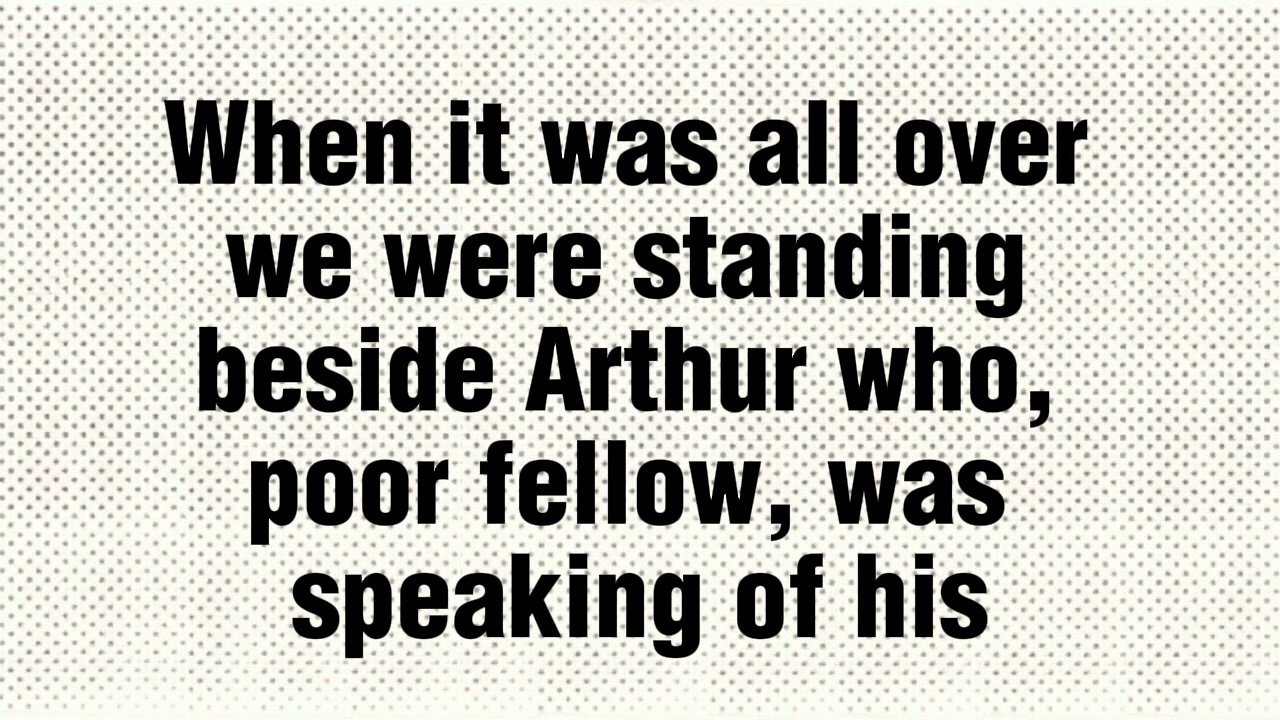 When it was all over
we were standing
beside Arthur who,
poor fellow, was
speaking of his